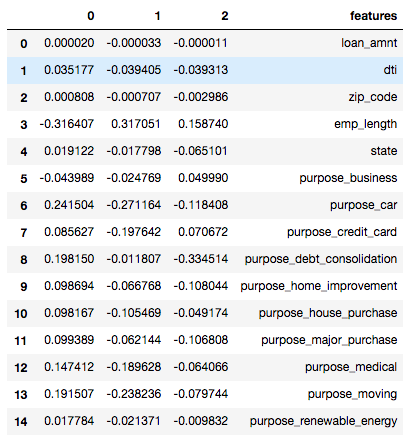 0 1 2 features
0 0.000020 -0.000033 -0.000011 loan_amnt
1 0.035177 -0.039405 -0.039313 dti
2 0.000808 -0.000707 -0.002986 zip_code
3 -0.316407 0.317051 0.158740 emp_length
4 0.019122 -0.017798 -0.065101 state
5 -0.043989 -0.024769 0.049990 purpose_business
6 0.241504 -0.271164 -0.118408 purpose_car
7 0.085627 -0.197642 0.070672 purpose_credit_card
8 0.198150 -0.011807 -0.334514 purpose_debt_consolidation
9 0.098694 -0.066768 -0.108044 purpose_home_improvement
10 0.098167 -0.105469 -0.049174 purpose_house_purchase
11 0.099389 -0.062144 -0.106808 purpose_major_purchase
12 0.147412 -0.189628 -0.064066 purpose_medical
13 0.191507 -0.238236 -0.079744 purpose_moving
14 0.017784 -0.021371 -0.009832 purpose_renewable_energy